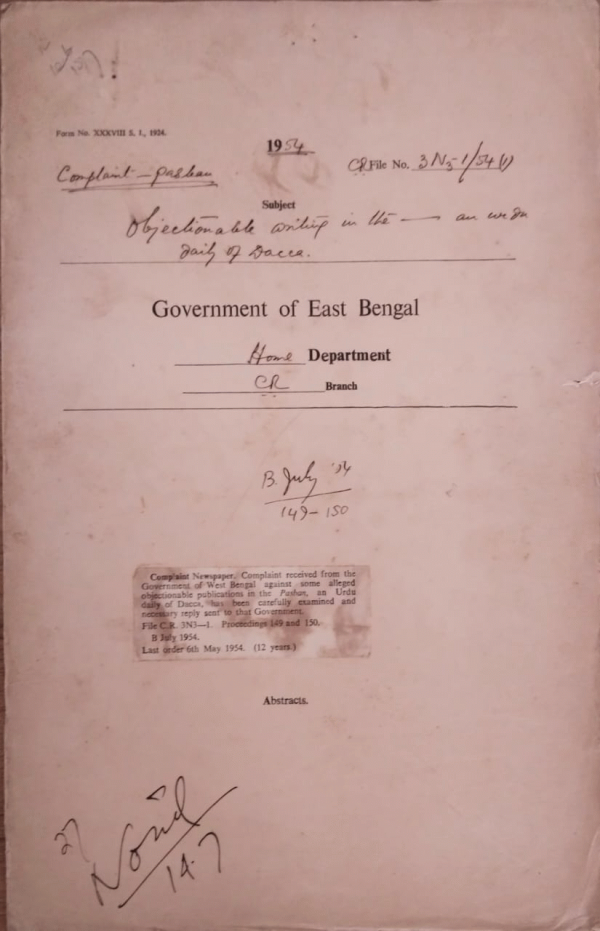 Form No. XXXVIII S. I., 1954.
1954
CR File No. 3N3-1/54 (1)
Complaint – Pasban
Subject
Objectionable writing in the — an urdu
daily of Dacca.
Government of East Bengal
Home Department
CR Branch
B. July '54
149–150
Complaint Newspaper. Complaint received from the
Government of West Bengal against some alleged
objectionable publications in the Pasban, an Urdu
daily of Dacca, has been carefully examined and
necessary reply sent to that Government.
File C.R. 3N3—1. Proceedings 149 and 150.
B July 1954.
Last order 6th May 1954. (12 years.)
Abstracts.
27
14.7